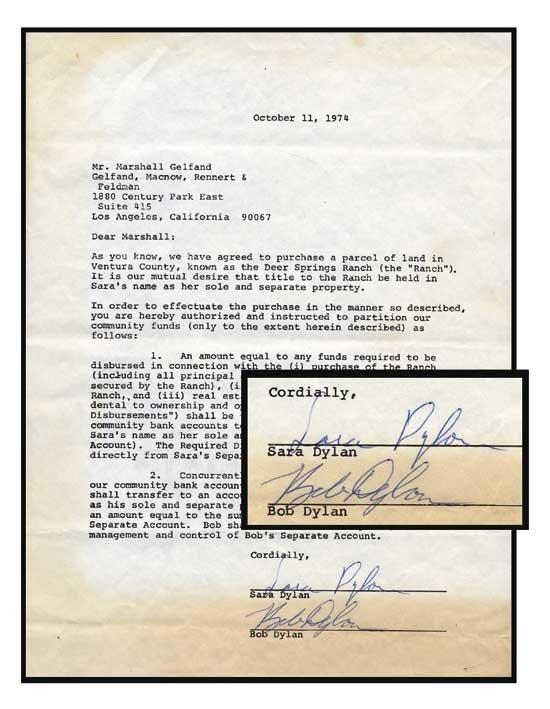 October 11, 1974
Mr. Marshall Gelfand
Gelfand, Macnow, Rennert &
Feldman
1880 Century Park East
Suite 415
Los Angeles, California 90067
Dear Marshall:
As you know, we have agreed to purchase a parcel of land in
Ventura County, known as the Deer Springs Ranch (the "Ranch").
It is our mutual desire that title to the Ranch be held in
Sara's name as her sole and separate property.
In order to effectuate the purchase in the manner so described,
you are hereby authorized and instructed to partition our
community funds (only to the extent herein described) as
follows:
1. An amount equal to any funds required to be
disbursed in connection with the (i) purchase of the Ranch
(including all principal
secured by the Ranch),
Ranch, and (iii) real
dental to ownership and
Disbursements") shall be
community bank accounts
Sara's name as her sole
Account). The Required
directly from Sara's
2.
our community bank
shall transfer to an
as his sole and separate
an amount equal to the
Separate Account. Bob
management and control of Bob's Separate Account.
Cordially,
Sara Dylan
Sara Dylan
Bob Dylan
Bob Dylan
Cordially,
Sara Dylan
Sara Dylan
Bob Dylan
Bob Dylan